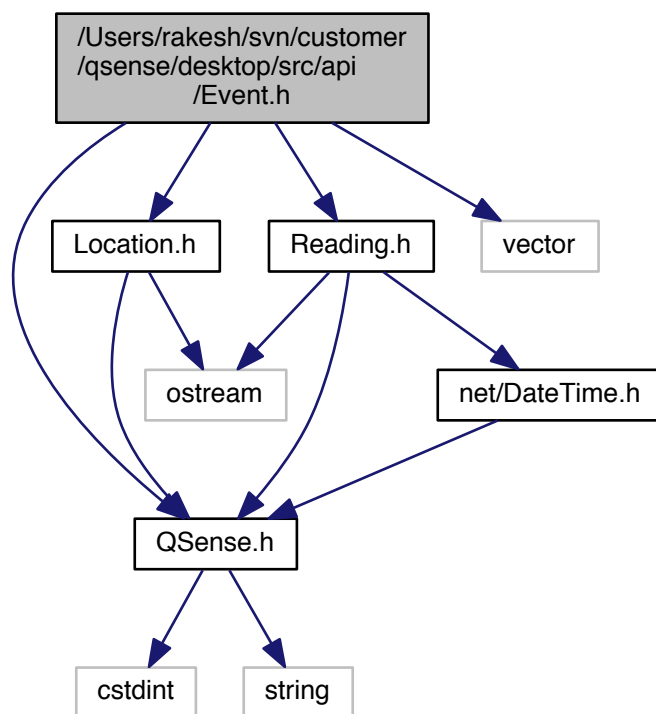 /Users/rakesh/svn/customer
/qsense/desktop/src/api
/Event.h
Location.h
Reading.h
vector
ostream
net/DateTime.h
QSense.h
cstdint
string